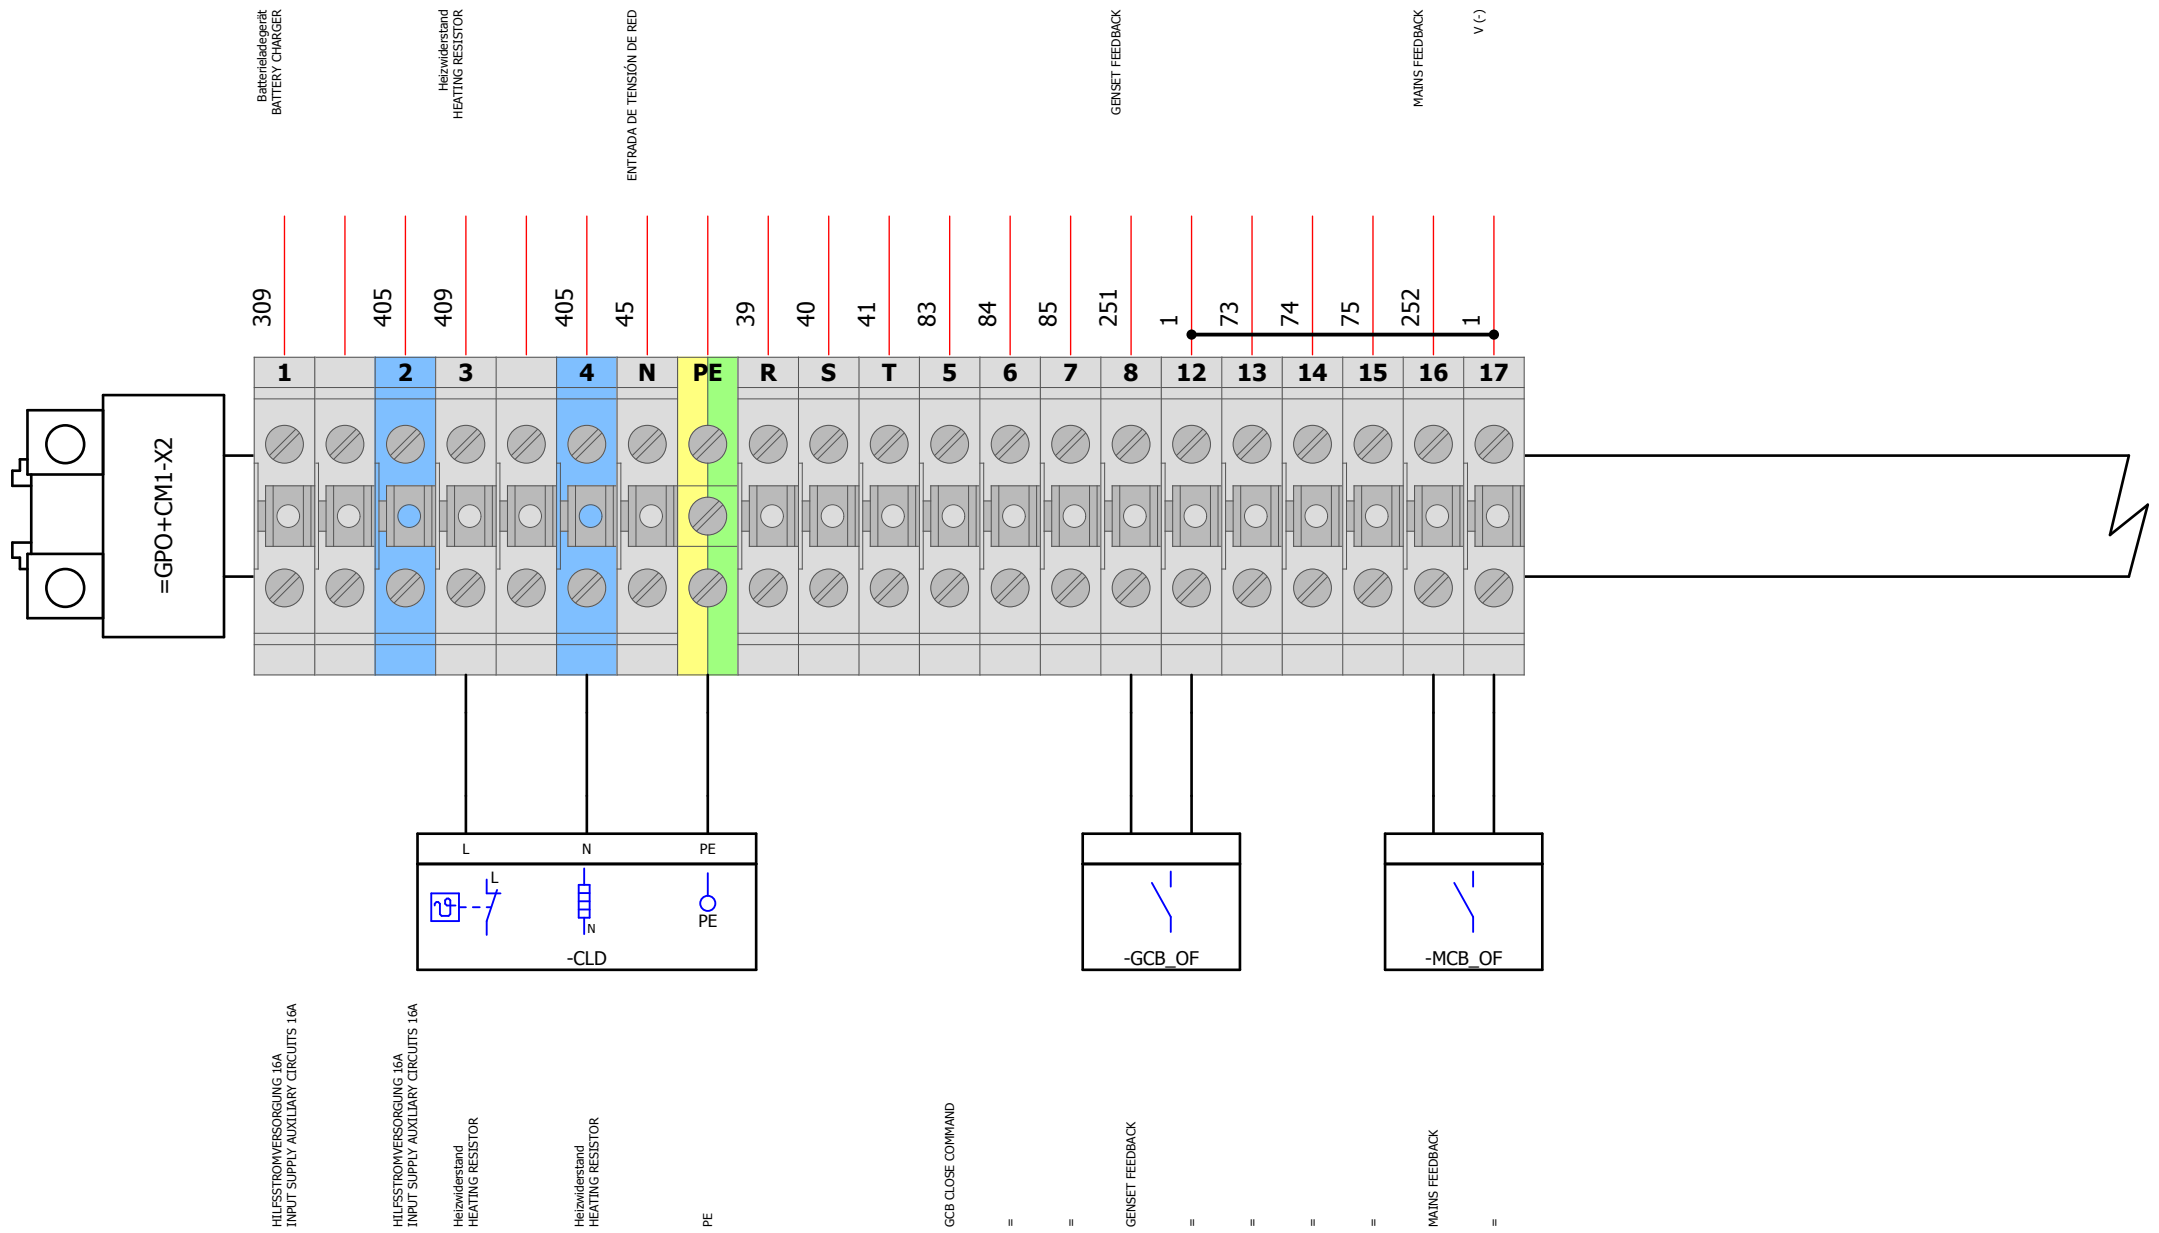 Batterieladegerät
BATTERY CHARGER
Heizwiderstand
HEATING RESISTOR
ENTRADA DE TENSIÓN DE RED
GENSET FEEDBACK
MAINS FEEDBACK
V (-)
309
405
409
405
45
39
40
41
83
84
85
251
1
73
74
75
252
1
1
2
3
4
N
PE
R
S
T
5
6
7
8
12
13
14
15
16
17
=GPO+CM1-X2
L
N
PE
L
N
PE
-CLD
-GCB_OF
-MCB_OF
HILFSSTROMVERSORGUNG 16A
INPUT SUPPLY AUXILIARY CIRCUITS 16A
HILFSSTROMVERSORGUNG 16A
INPUT SUPPLY AUXILIARY CIRCUITS 16A
Heizwiderstand
HEATING RESISTOR
Heizwiderstand
HEATING RESISTOR
PE
GCB CLOSE COMMAND
=
=
GENSET FEEDBACK
=
=
=
=
MAINS FEEDBACK
=